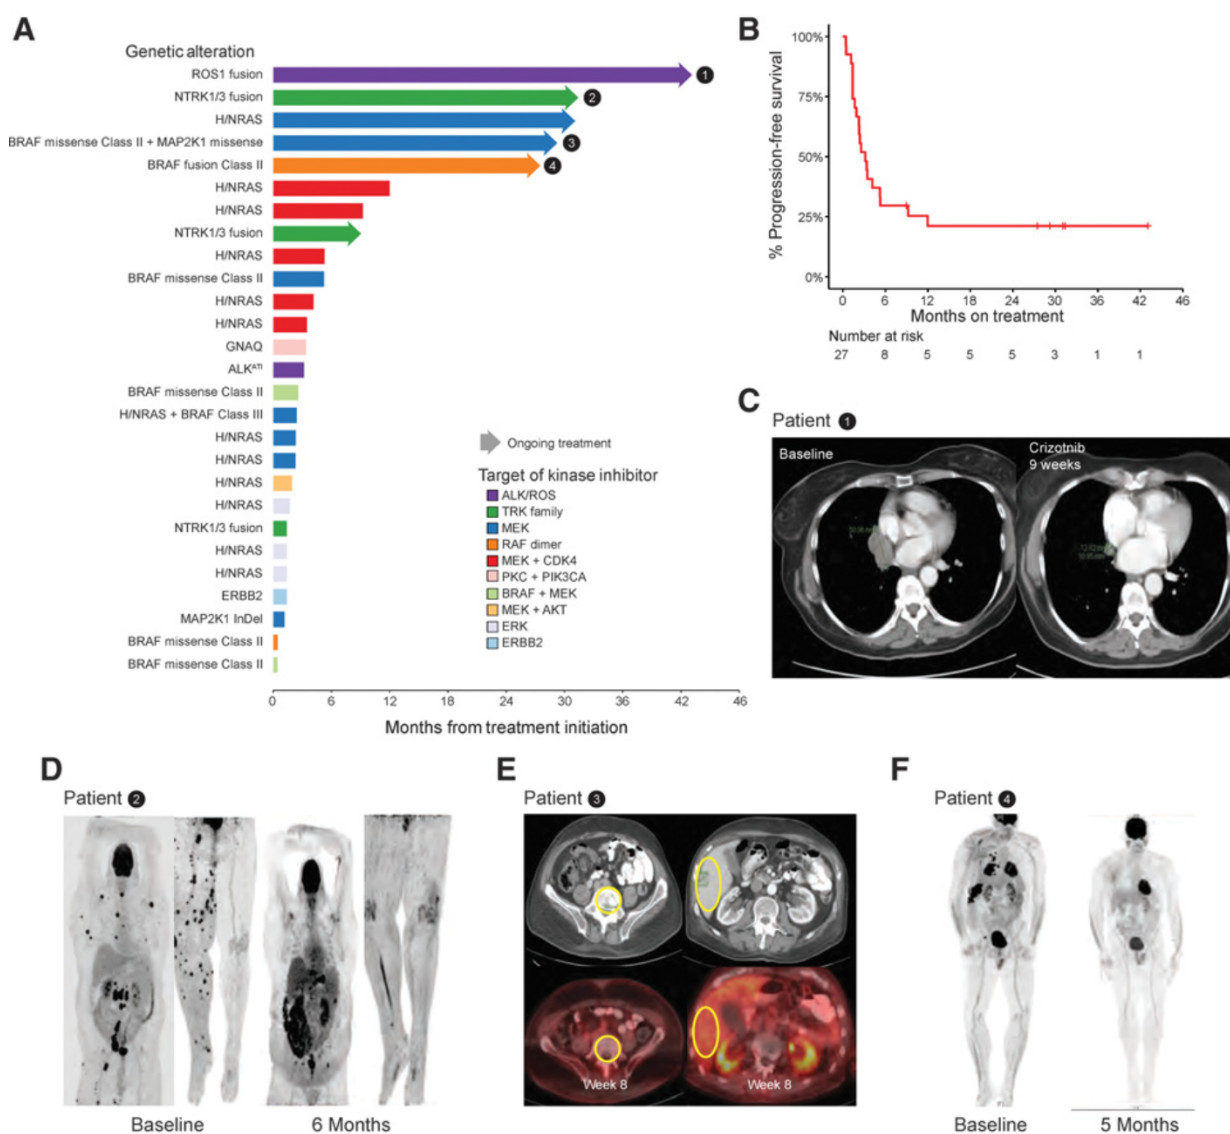 A
Genetic alteration
ROS1 fusion
1
NTRK1/3 fusion
2
H/NRAS
BRAF missense Class II + MAP2K1 missense
3
BRAF fusion Class II
4
H/NRAS
H/NRAS
NTRK1/3 fusion
H/NRAS
BRAF missense Class II
H/NRAS
H/NRAS
GNAQ
ALKᴬᵀᴵ
BRAF missense Class II
H/NRAS + BRAF Class III
H/NRAS
H/NRAS
H/NRAS
H/NRAS
NTRK1/3 fusion
H/NRAS
H/NRAS
ERBB2
MAP2K1 InDel
BRAF missense Class II
BRAF missense Class II
Ongoing treatment
Target of kinase inhibitor
ALK/ROS
TRK family
MEK
RAF dimer
MEK + CDK4
PKC + PIK3CA
BRAF + MEK
MEK + AKT
ERK
ERBB2
0 6 12 18 24 30 36 42 46
Months from treatment initiation
B
% Progression-free survival
100%
75%
50%
25%
0%
0 6 12 18 24 30 36 42 46
Months on treatment
Number at risk
27 8 5 5 5 3 1 1
C
Patient 1
Baseline
Crizotnib
9 weeks
D
Patient 2
Baseline
6 Months
E
Patient 3
Week 8
Week 8
F
Patient 4
Baseline
5 Months